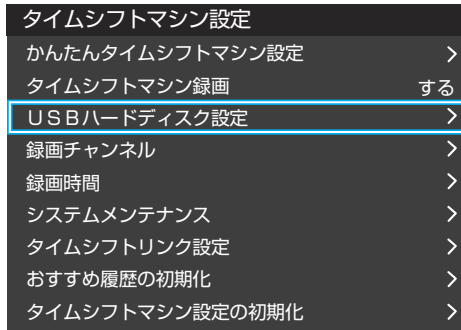 タイムシフトマシン設定
かんたんタイムシフトマシン設定
タイムシフトマシン録画 する
ＵＳＢハードディスク設定
録画チャンネル
録画時間
システムメンテナンス
タイムシフトリンク設定
おすすめ履歴の初期化
タイムシフトマシン設定の初期化